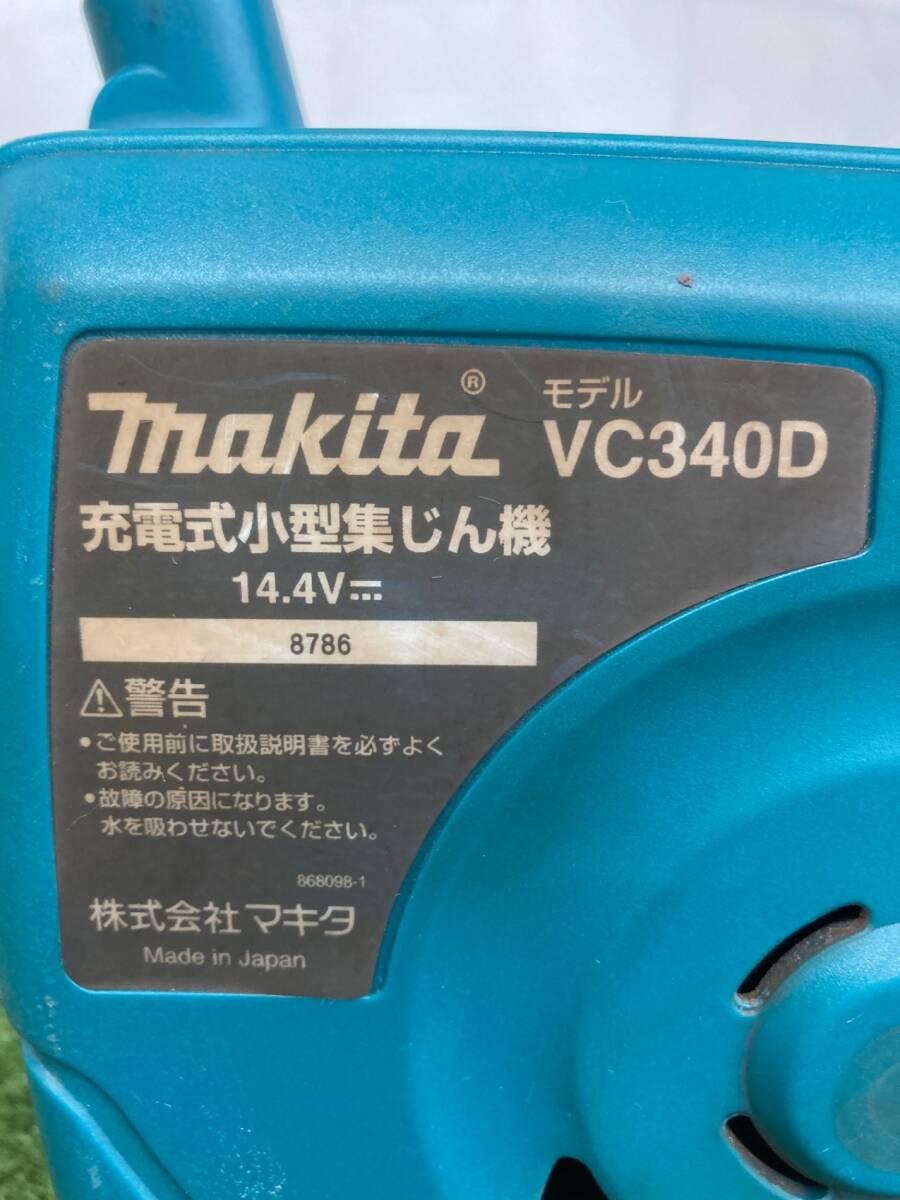 makita®
モデル
VC340D
充電式小型集じん機
14.4V⎓
8786
⚠警告
・ご使用前に取扱説明書を必ずよく
お読みください。
・故障の原因になります。
水を吸わせないでください。
868098-1
株式会社マキタ
Made in Japan